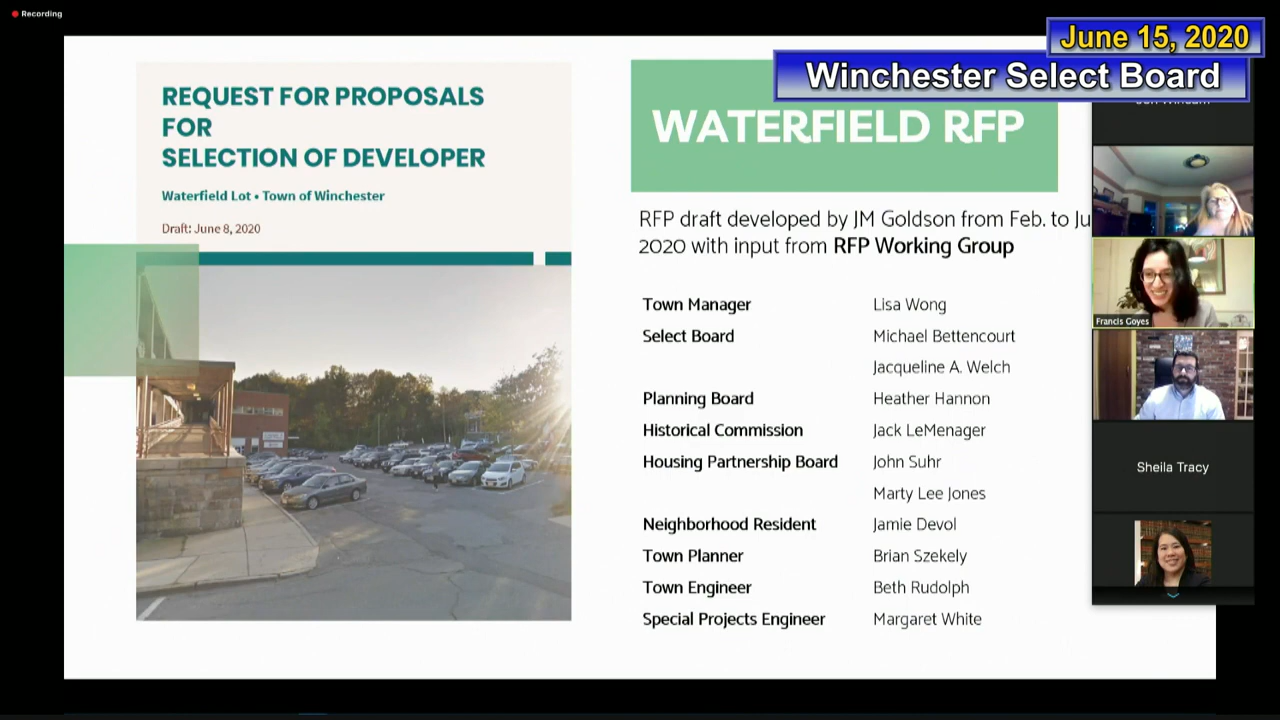 Recording
June 15, 2020
Winchester Select Board
REQUEST FOR PROPOSALS
FOR
SELECTION OF DEVELOPER
Waterfield Lot • Town of Winchester
Draft: June 8, 2020
WATERFIELD RFP
RFP draft developed by JM Goldson from Feb. to
2020 with input from RFP Working Group
Town Manager Lisa Wong
Select Board Michael Bettencourt
Jacqueline A. Welch
Planning Board Heather Hannon
Historical Commission Jack LeMenager
Housing Partnership Board John Suhr
Marty Lee Jones
Neighborhood Resident Jamie Devol
Town Planner Brian Szekely
Town Engineer Beth Rudolph
Special Projects Engineer Margaret White
Francis Goyes
Sheila Tracy